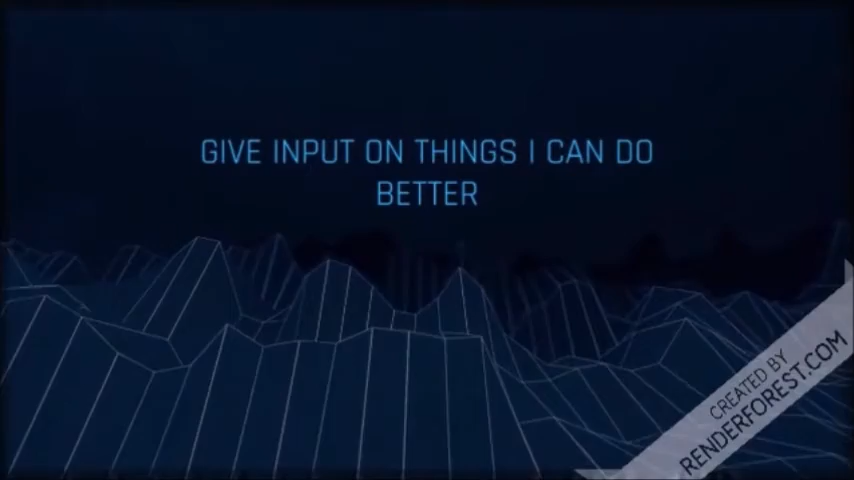 GIVE INPUT ON THINGS I CAN DO
BETTER
CREATED BY
RENDERFOREST.COM